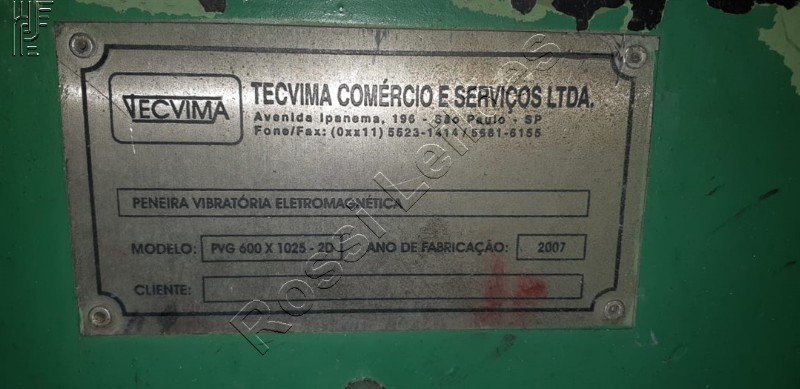 TECVIMA
TECVIMA COMÉRCIO E SERVIÇOS LTDA.
Avenida Ipanema, 196 - São Paulo - SP
Fone/Fax: (0xx11) 5523-1414 / 5681-6155
PENEIRA VIBRATÓRIA ELETROMAGNÉTICA
MODELO: PVG 600 X 1025 - 2D ANO DE FABRICAÇÃO: 2007
CLIENTE:
Rossi Leilões